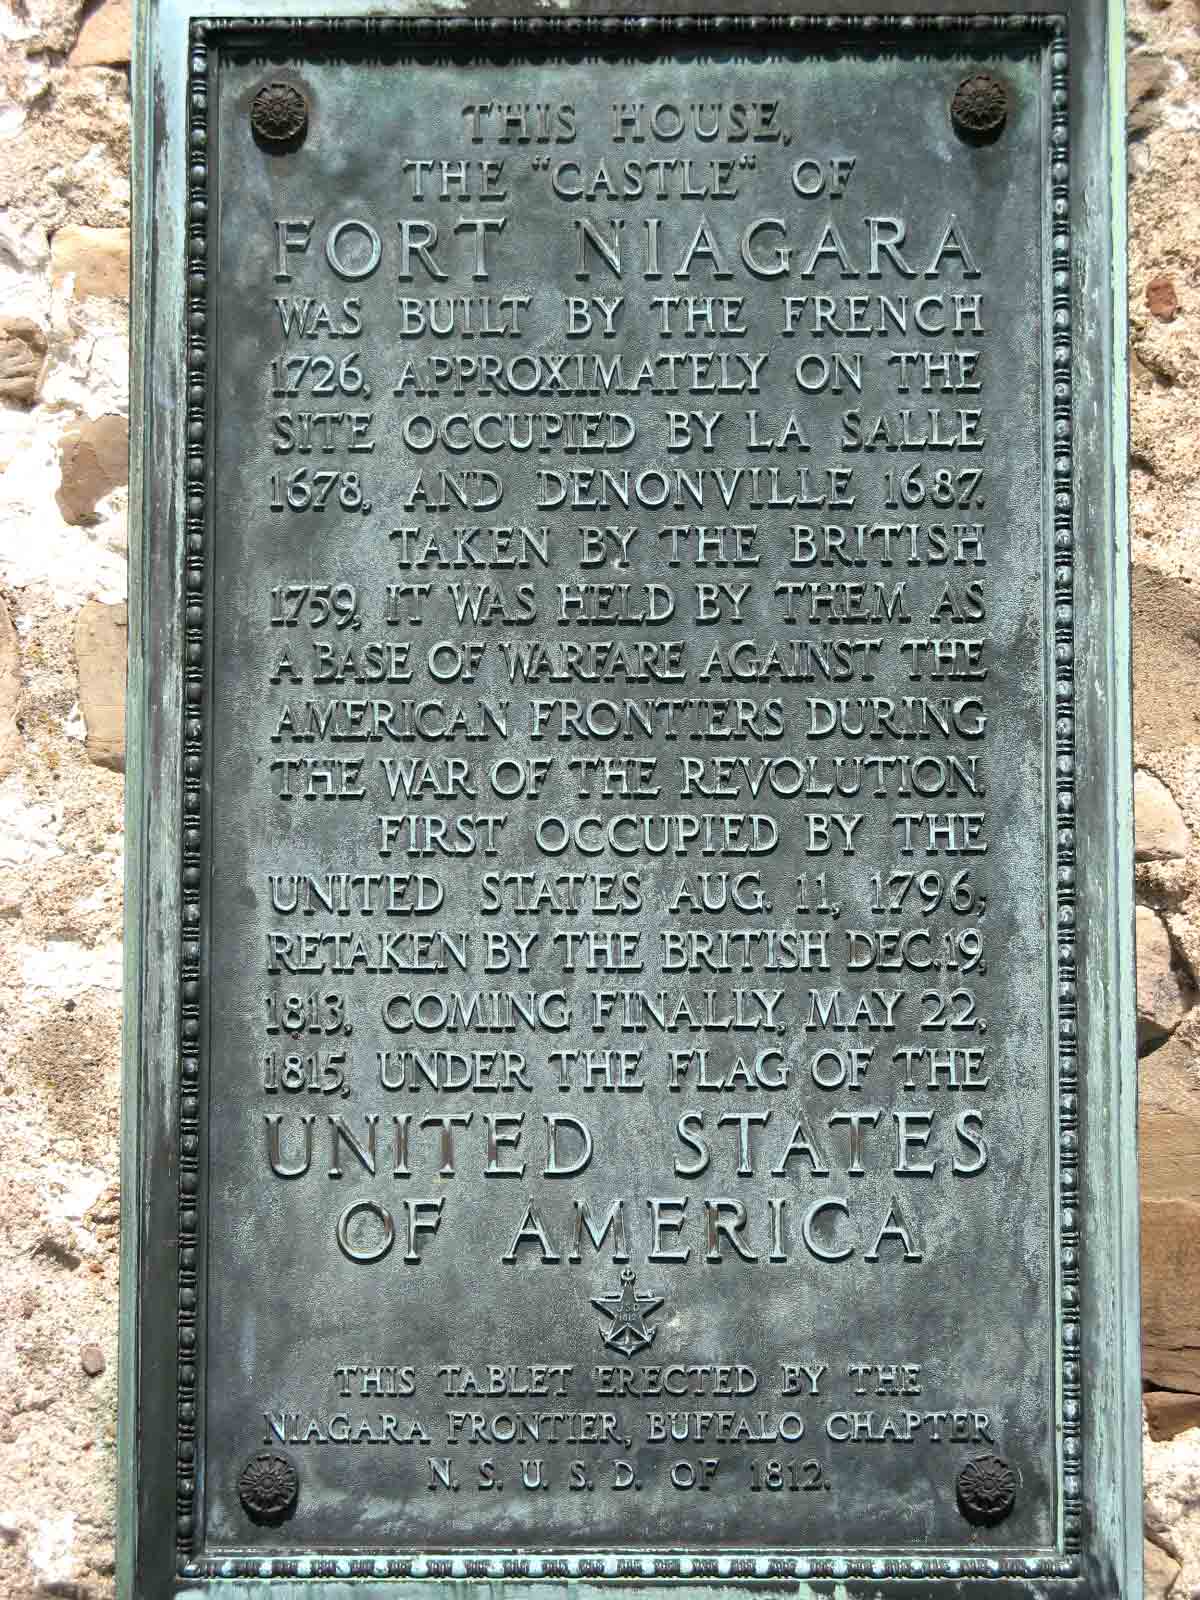 THIS HOUSE,
THE "CASTLE" OF
FORT NIAGARA
WAS BUILT BY THE FRENCH
1726, APPROXIMATELY ON THE
SITE OCCUPIED BY LA SALLE
1678, AND DENONVILLE 1687.
TAKEN BY THE BRITISH
1759, IT WAS HELD BY THEM AS
A BASE OF WARFARE AGAINST THE
AMERICAN FRONTIERS DURING
THE WAR OF THE REVOLUTION.
FIRST OCCUPIED BY THE
UNITED STATES AUG. 11, 1796;
RETAKEN BY THE BRITISH DEC. 19,
1813, COMING FINALLY, MAY 22,
1815, UNDER THE FLAG OF THE
UNITED STATES
OF AMERICA
U.S.D.
1812
THIS TABLET ERECTED BY THE
NIAGARA FRONTIER, BUFFALO CHAPTER
N. S. U. S. D. OF 1812.